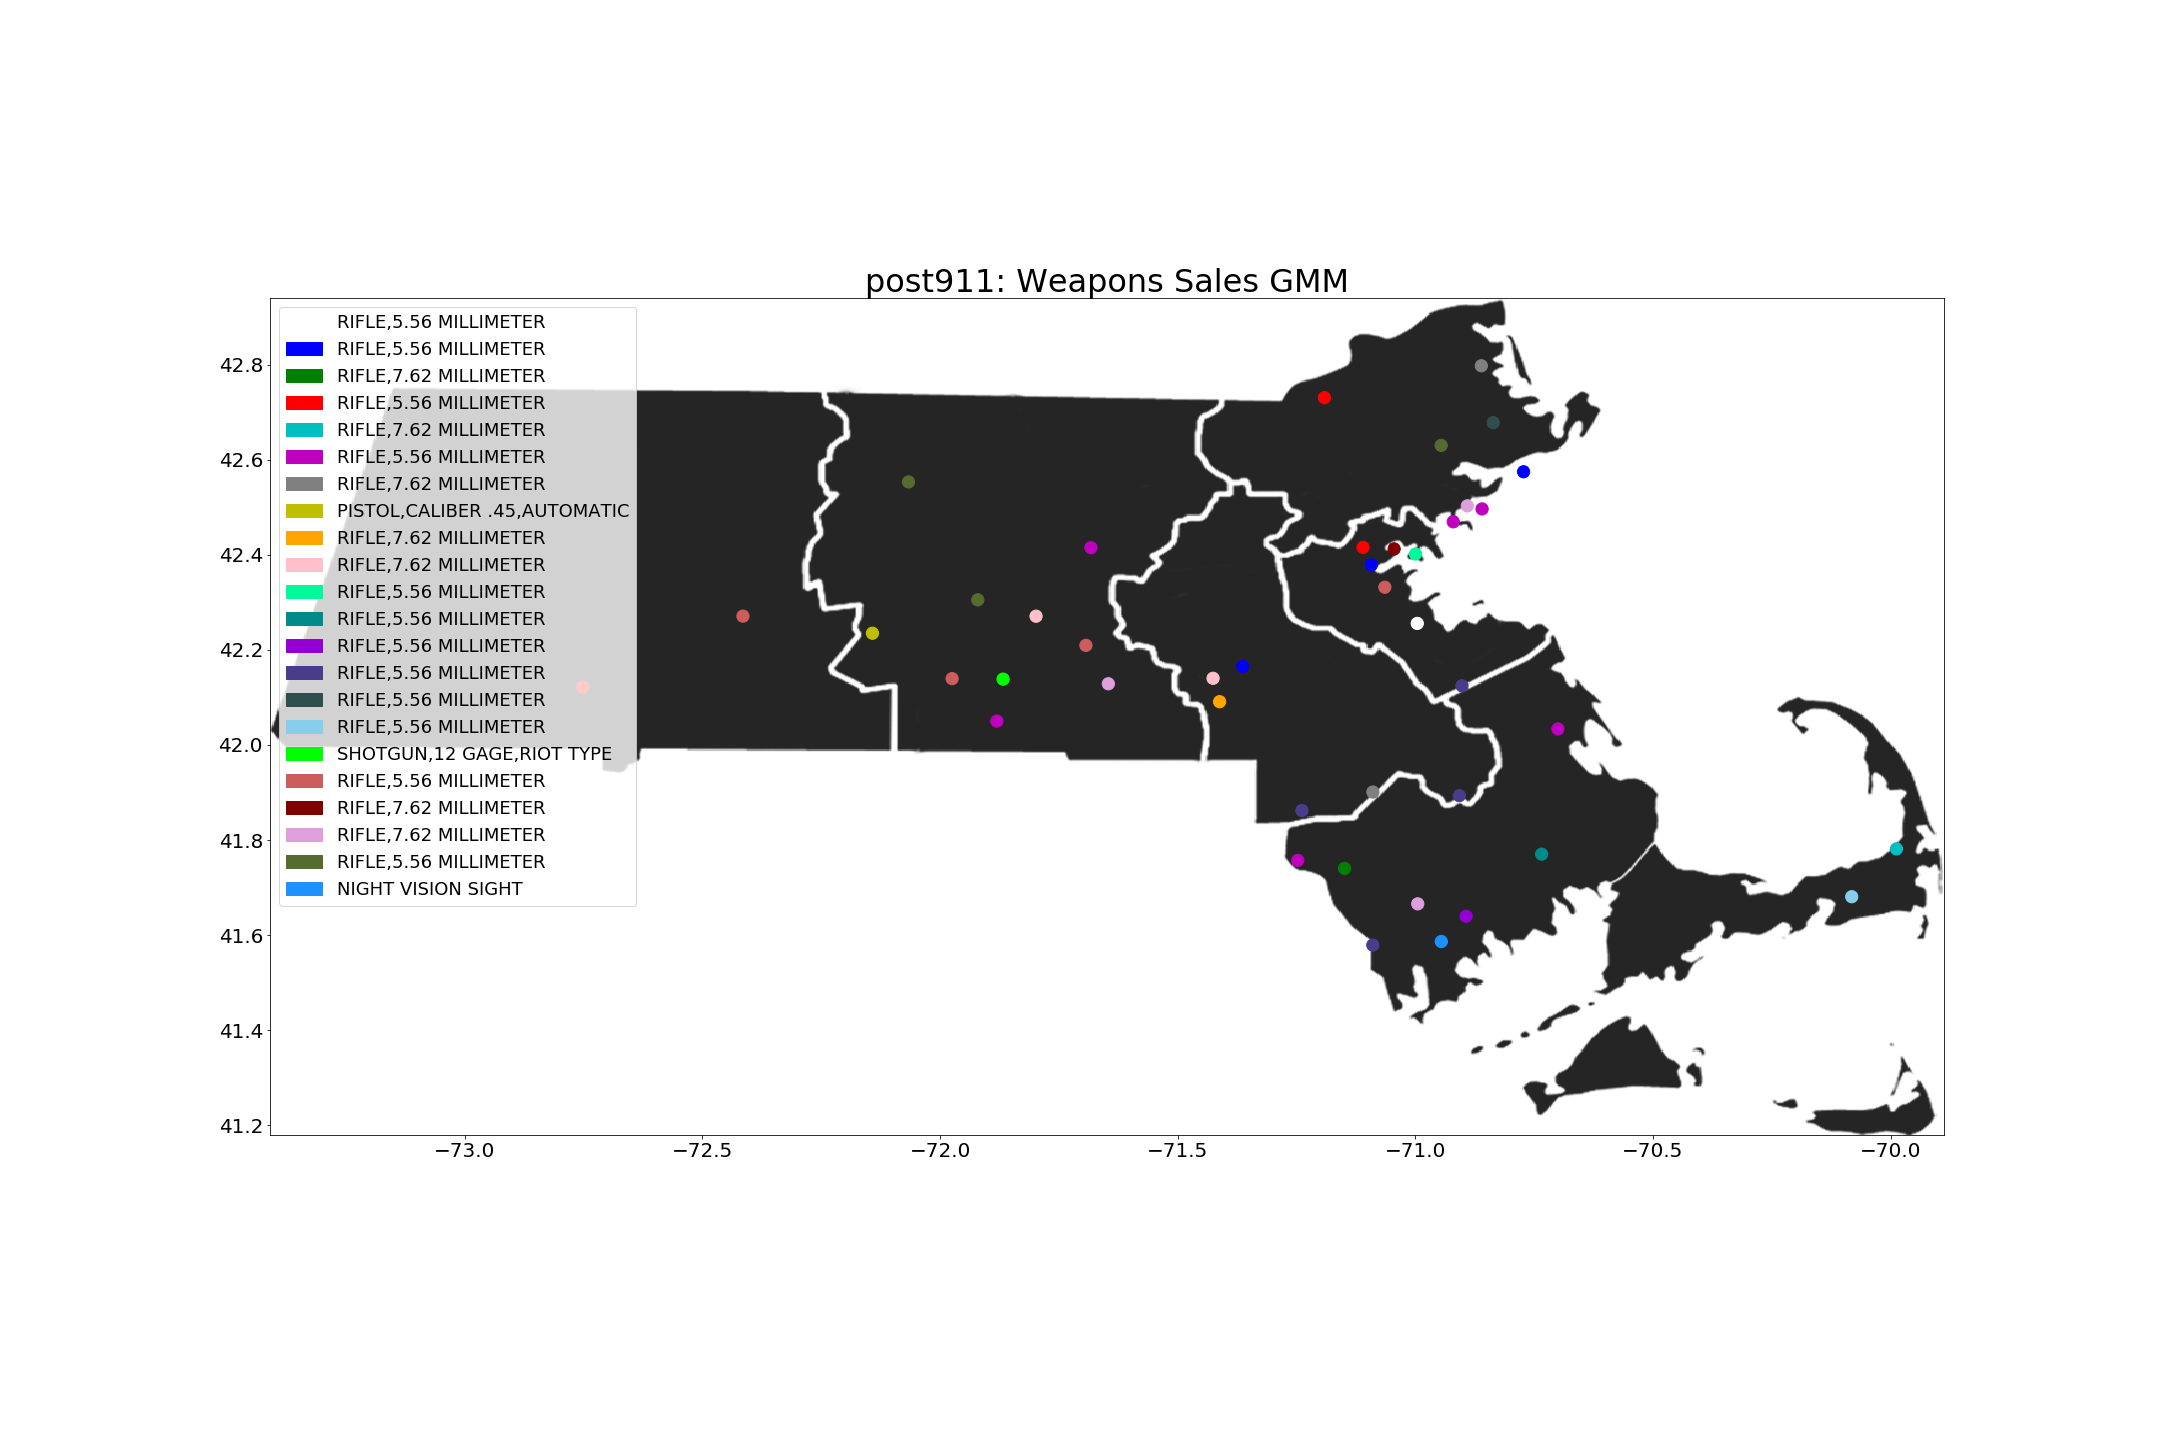 post911: Weapons Sales GMM
RIFLE,5.56 MILLIMETER
RIFLE,5.56 MILLIMETER
RIFLE,7.62 MILLIMETER
RIFLE,5.56 MILLIMETER
RIFLE,7.62 MILLIMETER
RIFLE,5.56 MILLIMETER
RIFLE,7.62 MILLIMETER
PISTOL,CALIBER .45,AUTOMATIC
RIFLE,7.62 MILLIMETER
RIFLE,7.62 MILLIMETER
RIFLE,5.56 MILLIMETER
RIFLE,5.56 MILLIMETER
RIFLE,5.56 MILLIMETER
RIFLE,5.56 MILLIMETER
RIFLE,5.56 MILLIMETER
RIFLE,5.56 MILLIMETER
SHOTGUN,12 GAGE,RIOT TYPE
RIFLE,5.56 MILLIMETER
RIFLE,7.62 MILLIMETER
RIFLE,7.62 MILLIMETER
RIFLE,5.56 MILLIMETER
NIGHT VISION SIGHT
42.8
42.6
42.4
42.2
42.0
41.8
41.6
41.4
41.2
−73.0 −72.5 −72.0 −71.5 −71.0 −70.5 −70.0